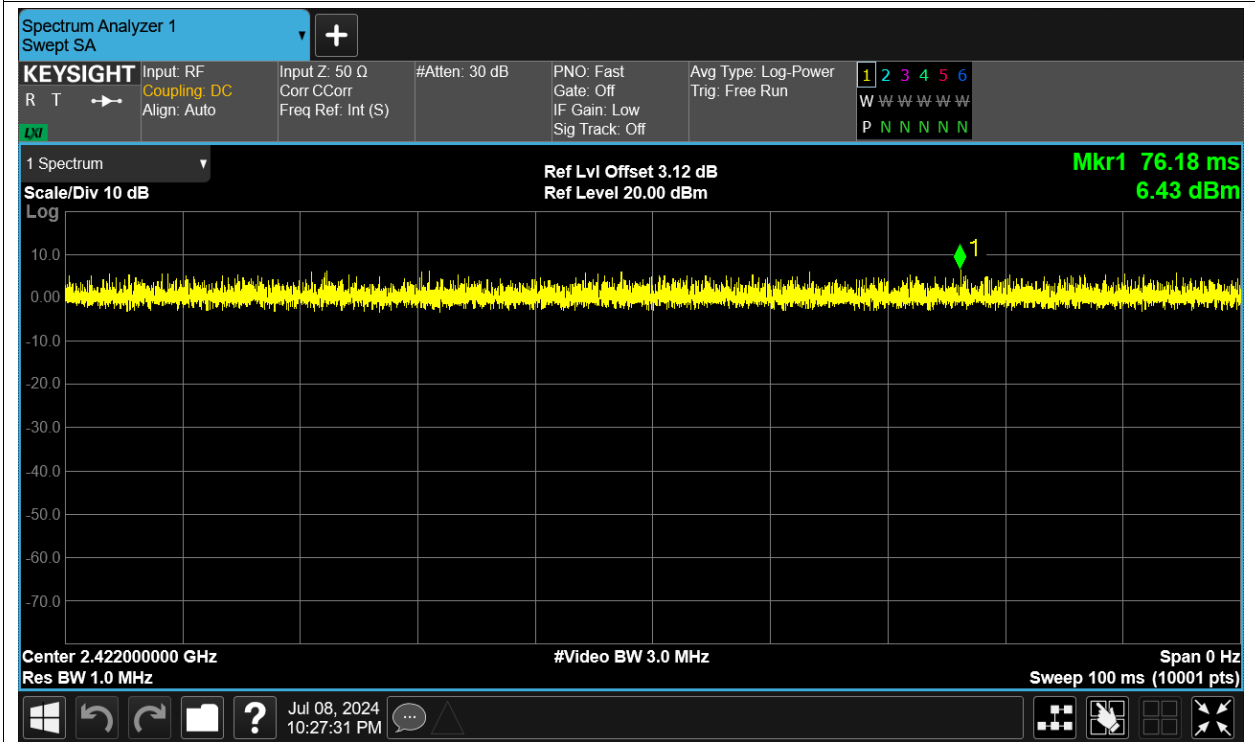 Spectrum Analyzer 1
Swept SA
KEYSIGHT
R T
LXI
Input: RF
Coupling: DC
Align: Auto
Input Z: 50 Ω
Corr CCorr
Freq Ref: Int (S)
#Atten: 30 dB
PNO: Fast
Gate: Off
IF Gain: Low
Sig Track: Off
Avg Type: Log-Power
Trig: Free Run
1 2 3 4 5 6
W W W W W W
P N N N N N
1 Spectrum
Scale/Div 10 dB
Ref Lvl Offset 3.12 dB
Ref Level 20.00 dBm
Mkr1 76.18 ms
6.43 dBm
Log
10.0
0.00
-10.0
-20.0
-30.0
-40.0
-50.0
-60.0
-70.0
1
Center 2.422000000 GHz
Res BW 1.0 MHz
#Video BW 3.0 MHz
Span 0 Hz
Sweep 100 ms (10001 pts)
?
Jul 08, 2024
10:27:31 PM